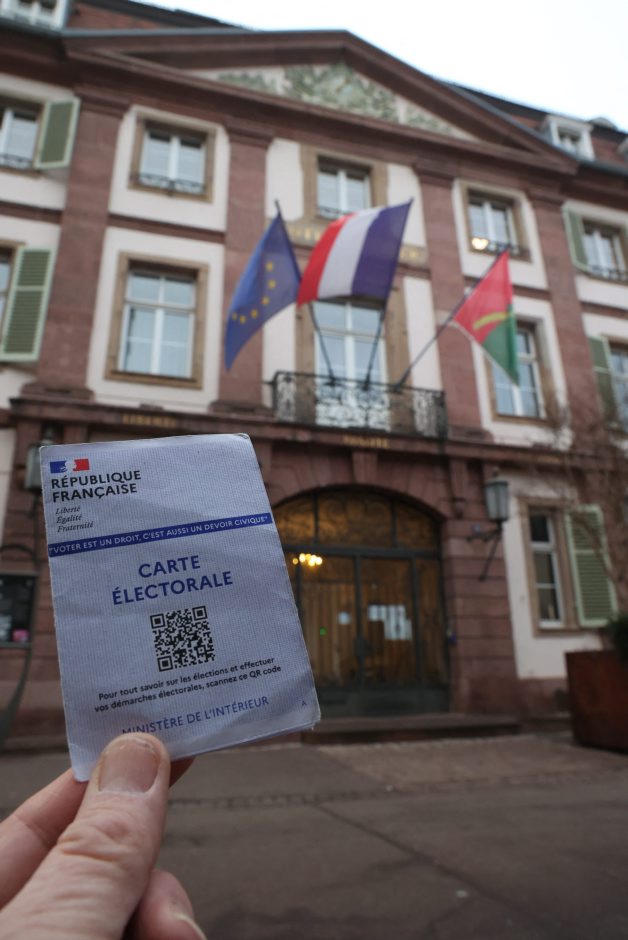 RÉPUBLIQUE
FRANÇAISE
Liberté
Égalité
Fraternité
"VOTER EST UN DROIT, C'EST AUSSI UN DEVOIR CIVIQUE"
CARTE
ÉLECTORALE
Pour tout savoir sur les élections et effectuer
vos démarches électorales, scannez ce QR code
MINISTÈRE DE L'INTÉRIEUR
A